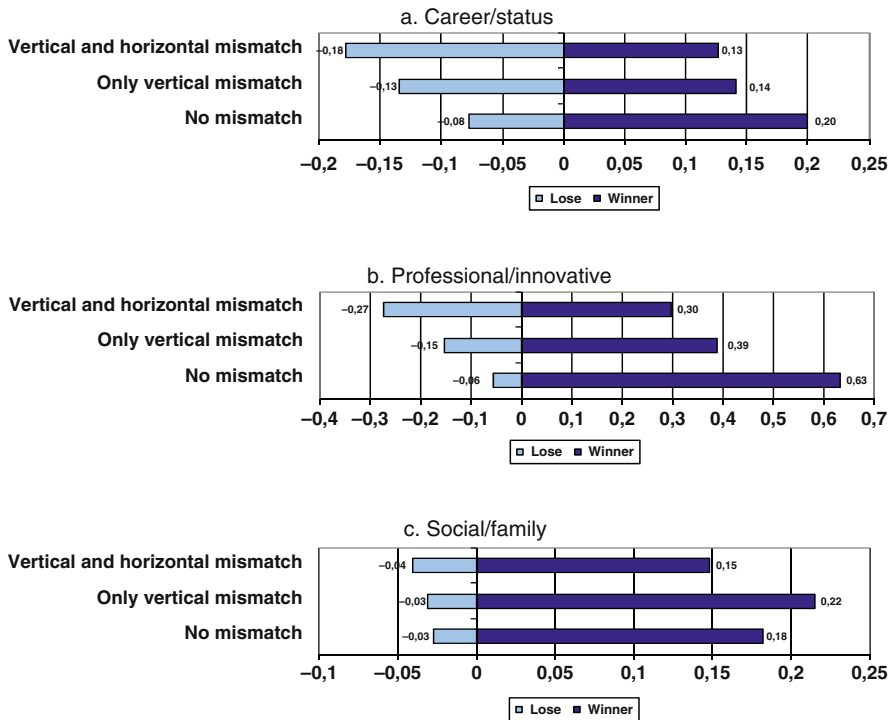 a. Career/status
Vertical and horizontal mismatch –0,18 0,13
Only vertical mismatch –0,13 0,14
No mismatch –0,08 0,20
–0,2 –0,15 –0,1 –0,05 0 0,05 0,1 0,15 0,2 0,25
Lose Winner
b. Professional/innovative
Vertical and horizontal mismatch –0,27 0,30
Only vertical mismatch –0,15 0,39
No mismatch –0,06 0,63
–0,4 –0,3 –0,2 –0,1 0 0,1 0,2 0,3 0,4 0,5 0,6 0,7
Lose Winner
c. Social/family
Vertical and horizontal mismatch –0,04 0,15
Only vertical mismatch –0,03 0,22
No mismatch –0,03 0,18
–0,1 –0,05 0 0,05 0,1 0,15 0,2 0,25
Lose Winner